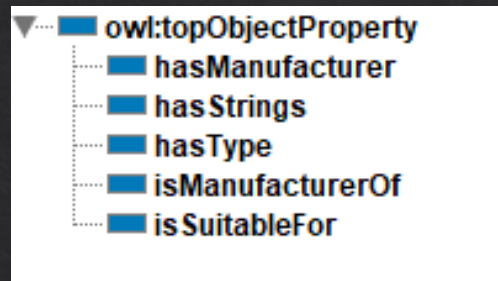 owl:topObjectProperty
hasManufacturer
hasStrings
hasType
isManufacturerOf
isSuitableFor